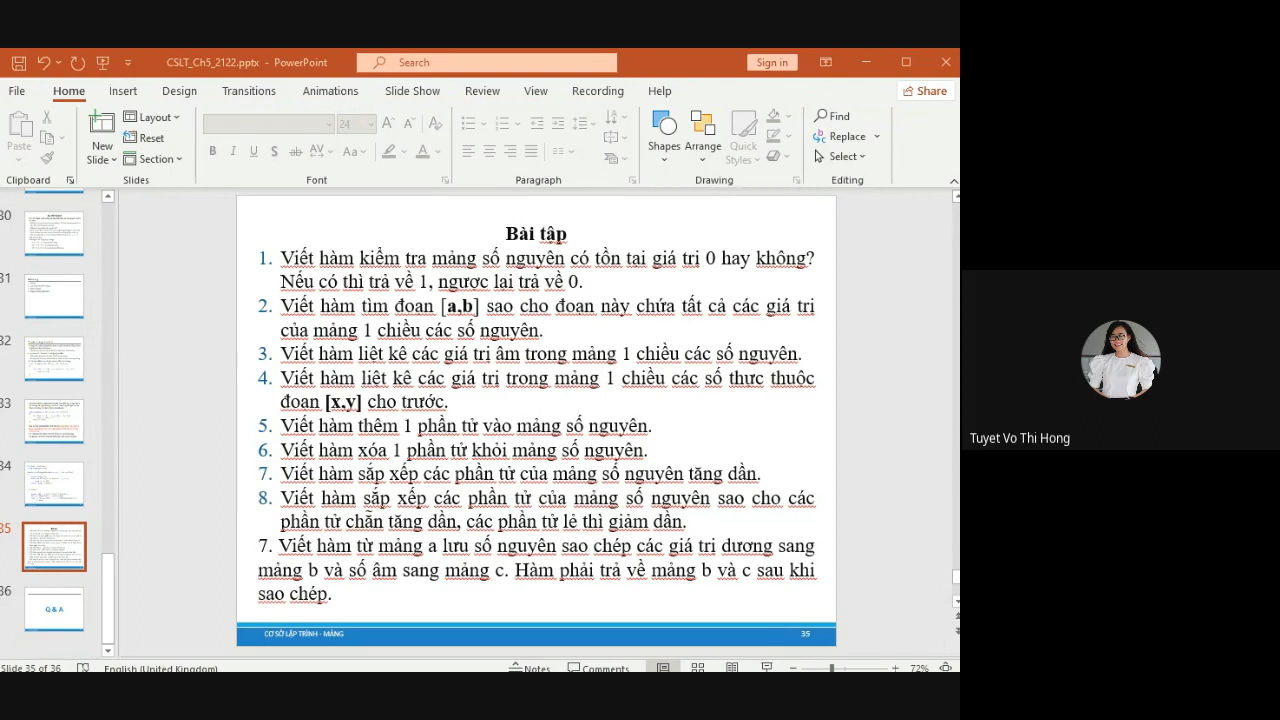 CSLT_Ch5_2122.pptx - PowerPoint
Search
Sign in
File Home Insert Design Transitions Animations Slide Show Review View Recording Help Share
Paste
New Slide
Layout
Reset
Section
24
B I U S ab AV Aa A
Shapes
Arrange
Quick Styles
Find
Replace
Select
Clipboard Slides Font Paragraph Drawing Editing
30
31
32
33
34
35
36
Q & A
Bài tập
1. Viết hàm kiểm tra mảng số nguyên có tồn tại giá trị 0 hay không?
Nếu có thì trả về 1, ngược lại trả về 0.
2. Viết hàm tìm đoạn [a,b] sao cho đoạn này chứa tất cả các giá trị
của mảng 1 chiều các số nguyên.
3. Viết hàm liệt kê các giá trị âm trong mảng 1 chiều các số nguyên.
4. Viết hàm liệt kê các giá trị trong mảng 1 chiều các số thực thuộc
đoạn [x,y] cho trước.
5. Viết hàm thêm 1 phần tử vào mảng số nguyên.
6. Viết hàm xóa 1 phần tử khỏi mảng số nguyên.
7. Viết hàm sắp xếp các phần tử của mảng số nguyên tăng dần.
8. Viết hàm sắp xếp các phần tử của mảng số nguyên sao cho các
phần tử chẵn tăng dần, các phần tử lẻ thì giảm dần.
7. Viết hàm từ mảng a lưu số nguyên sao chép các giá trị dương sang
mảng b và số âm sang mảng c. Hàm phải trả về mảng b và c sau khi
sao chép.
CƠ SỞ LẬP TRÌNH - MẢNG
35
Slide 35 of 36
English (United Kingdom)
Notes
Comments
72%
Tuyet Vo Thi Hong